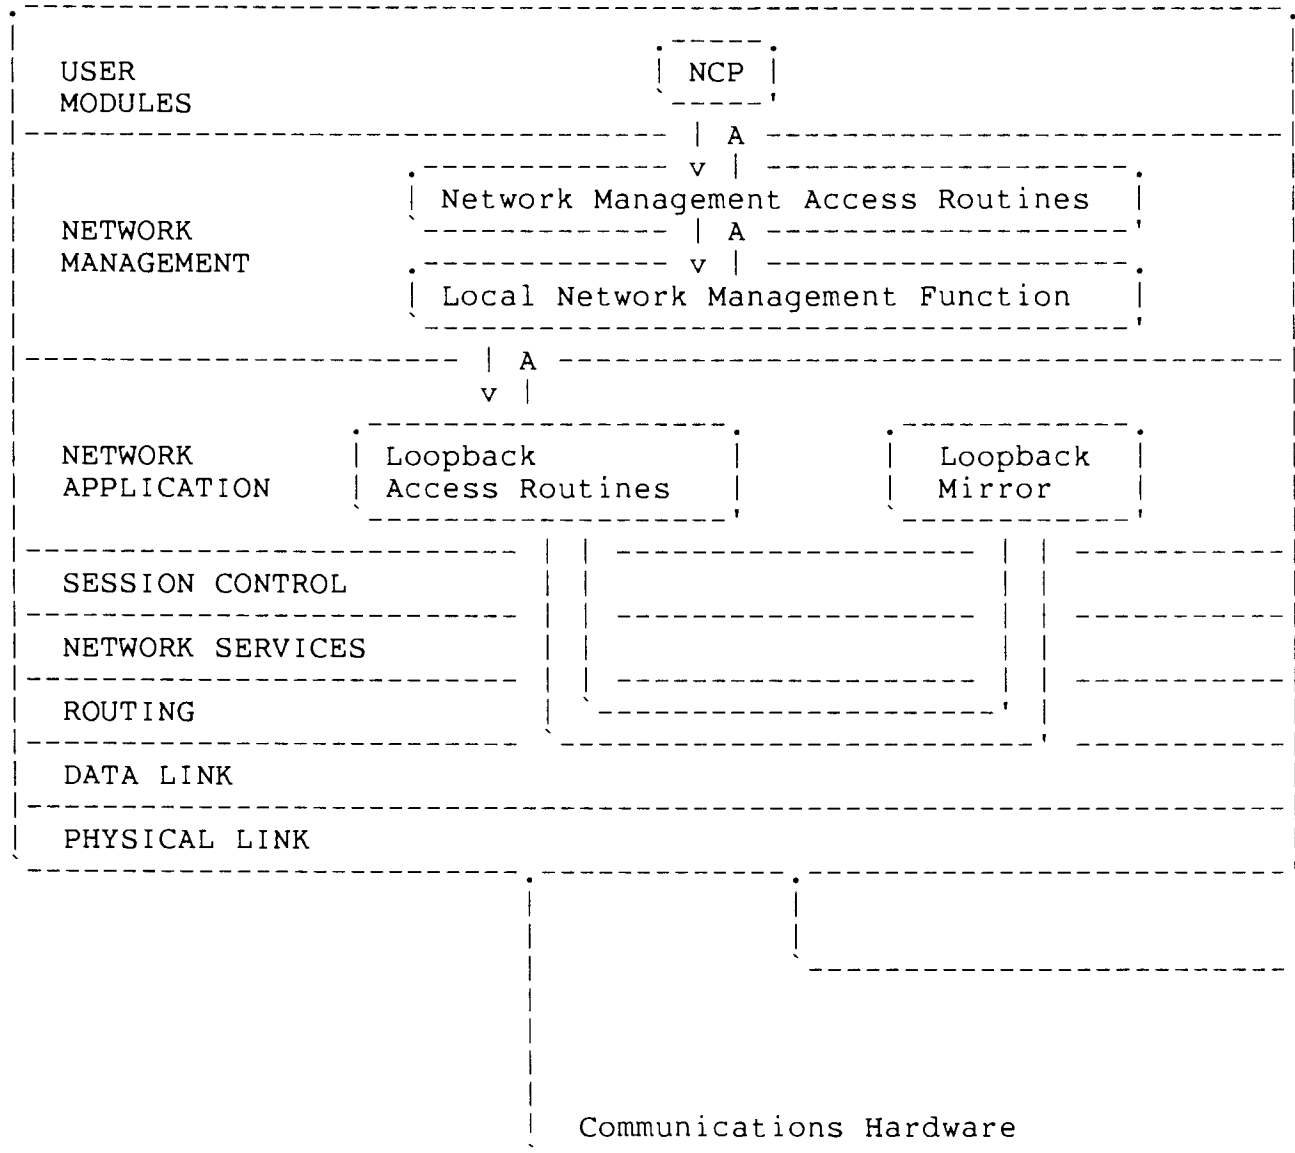 USER
MODULES
NCP
A
v
Network Management Access Routines
NETWORK
MANAGEMENT
A
v
Local Network Management Function
A
v
NETWORK
APPLICATION
Loopback
Access Routines
Loopback
Mirror
SESSION CONTROL
NETWORK SERVICES
ROUTING
DATA LINK
PHYSICAL LINK
Communications Hardware